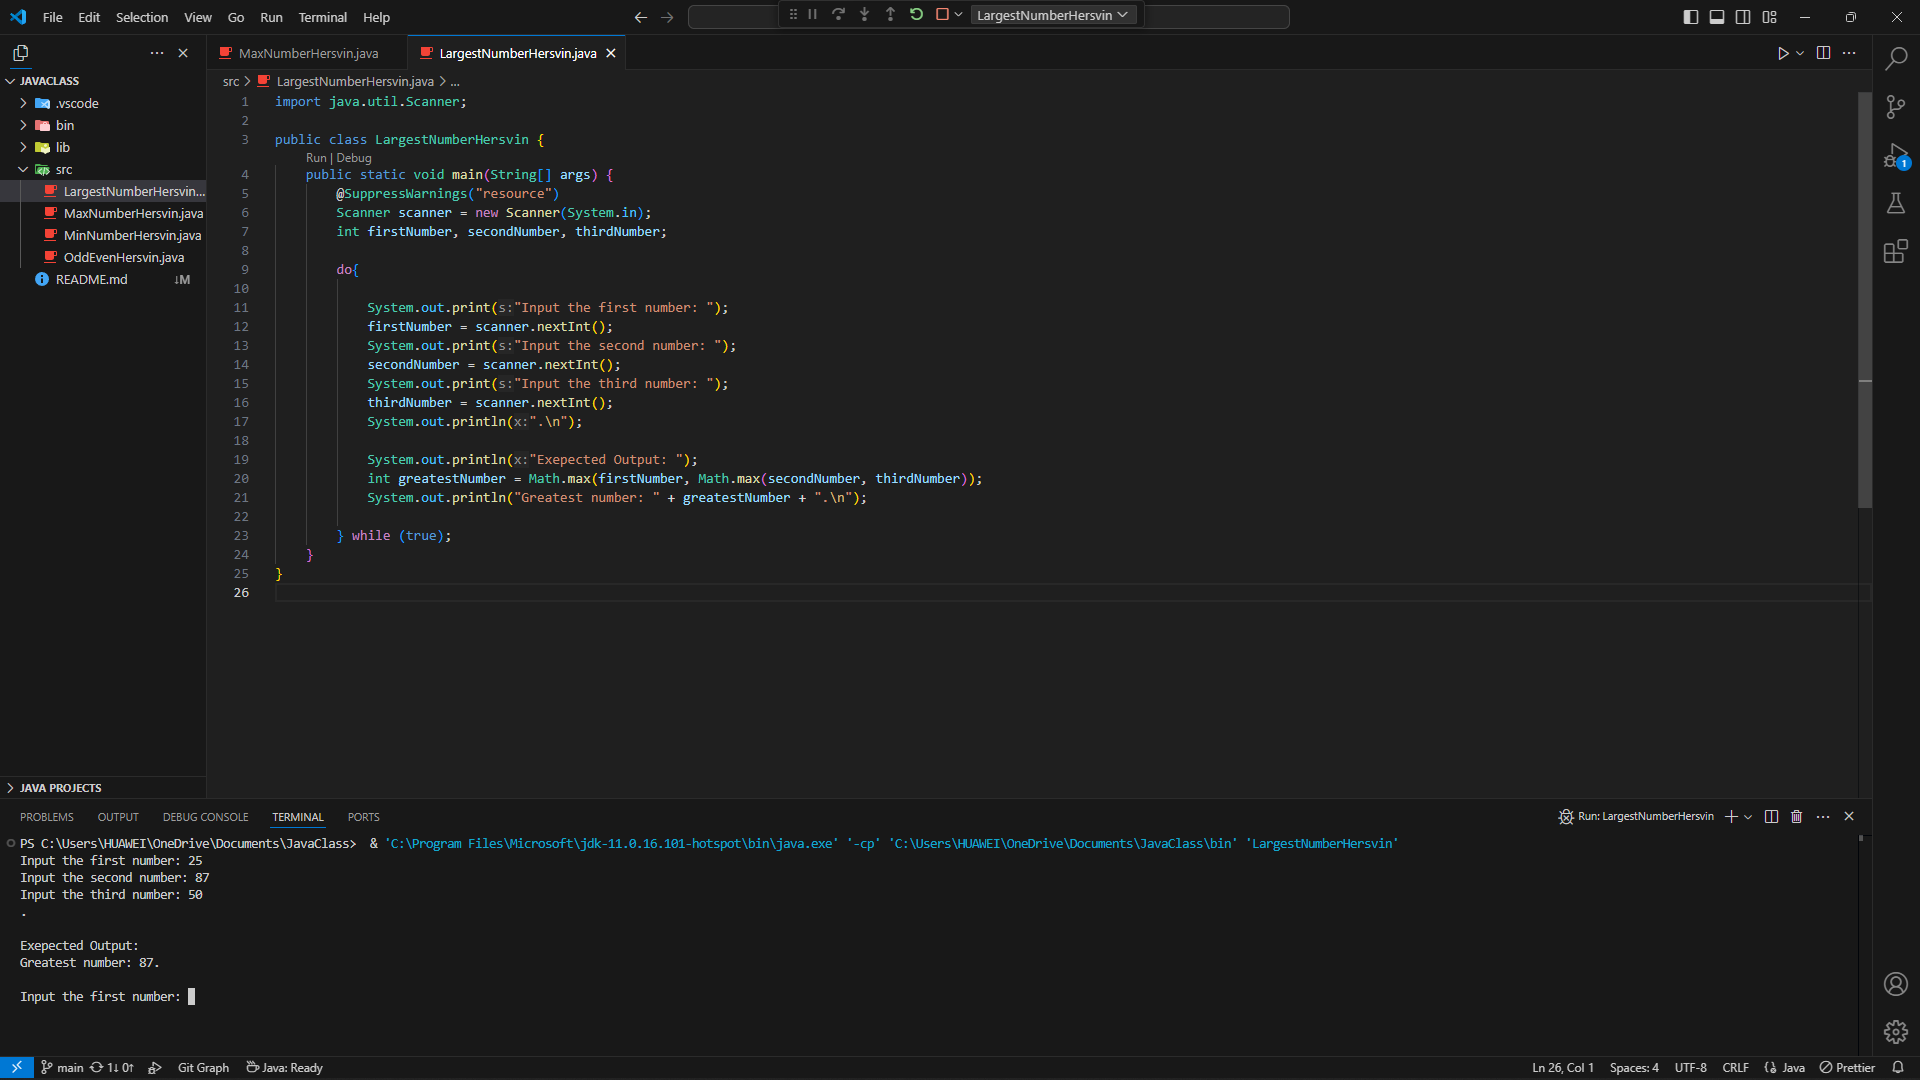 File Edit Selection View Go Run Terminal Help
LargestNumberHersvin
JAVACLASS
.vscode
bin
lib
src
LargestNumberHersvin...
MaxNumberHersvin.java
MinNumberHersvin.java
OddEvenHersvin.java
README.md ↓M
JAVA PROJECTS
MaxNumberHersvin.java LargestNumberHersvin.java
src > LargestNumberHersvin.java > ...
1 import java.util.Scanner;
2
3 public class LargestNumberHersvin {
Run | Debug
4 public static void main(String[] args) {
5 @SuppressWarnings("resource")
6 Scanner scanner = new Scanner(System.in);
7 int firstNumber, secondNumber, thirdNumber;
8
9 do{
10
11 System.out.print(s:"Input the first number: ");
12 firstNumber = scanner.nextInt();
13 System.out.print(s:"Input the second number: ");
14 secondNumber = scanner.nextInt();
15 System.out.print(s:"Input the third number: ");
16 thirdNumber = scanner.nextInt();
17 System.out.println(x:".\n");
18
19 System.out.println(x:"Exepected Output: ");
20 int greatestNumber = Math.max(firstNumber, Math.max(secondNumber, thirdNumber));
21 System.out.println("Greatest number: " + greatestNumber + ".\n");
22
23 } while (true);
24 }
25 }
26
PROBLEMS OUTPUT DEBUG CONSOLE TERMINAL PORTS
Run: LargestNumberHersvin
PS C:\Users\HUAWEI\OneDrive\Documents\JavaClass> & 'C:\Program Files\Microsoft\jdk-11.0.16.101-hotspot\bin\java.exe' '-cp' 'C:\Users\HUAWEI\OneDrive\Documents\JavaClass\bin' 'LargestNumberHersvin'
Input the first number: 25
Input the second number: 87
Input the third number: 50
.
Exepected Output:
Greatest number: 87.
Input the first number:
1
main 1↓ 0↑ Git Graph Java: Ready
Ln 26, Col 1 Spaces: 4 UTF-8 CRLF {} Java Prettier